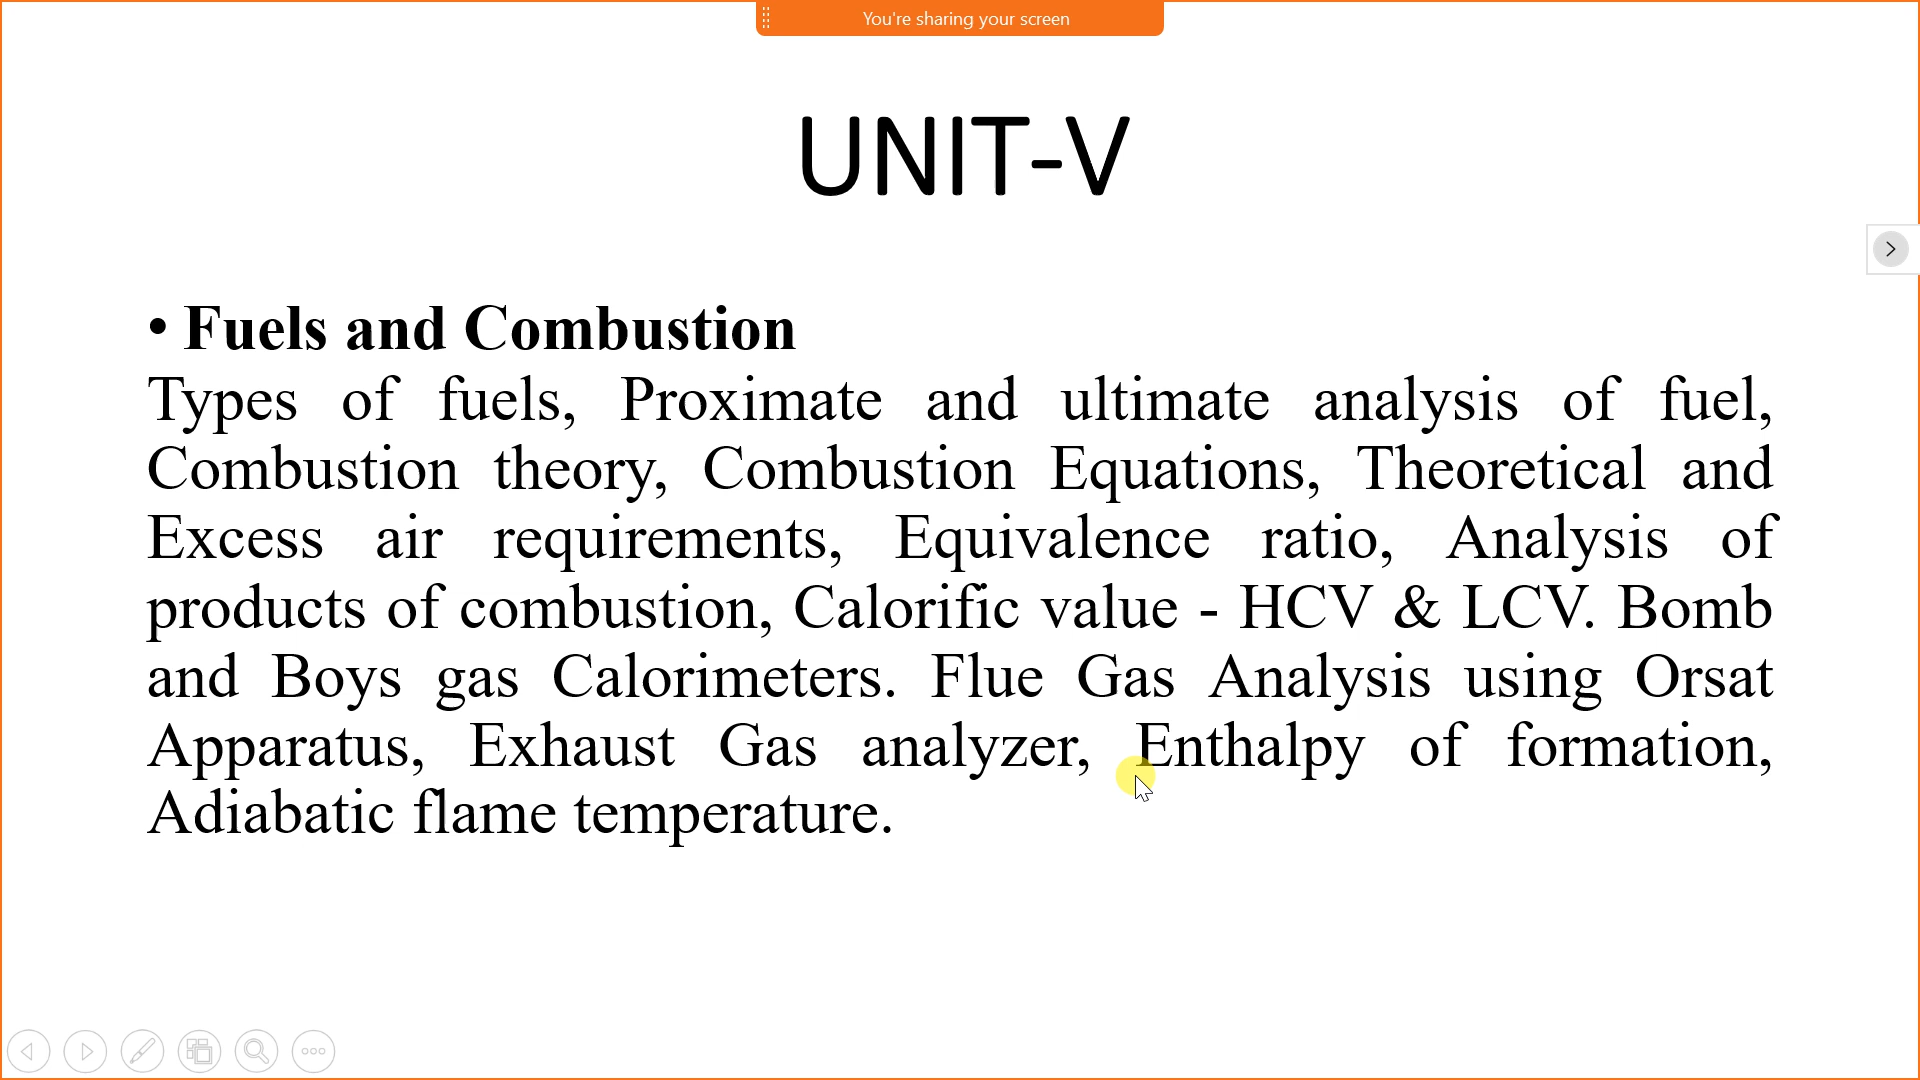 You're sharing your screen
UNIT-V
• Fuels and Combustion
Types of fuels, Proximate and ultimate analysis of fuel,
Combustion theory, Combustion Equations, Theoretical and
Excess air requirements, Equivalence ratio, Analysis of
products of combustion, Calorific value - HCV & LCV. Bomb
and Boys gas Calorimeters. Flue Gas Analysis using Orsat
Apparatus, Exhaust Gas analyzer, Enthalpy of formation,
Adiabatic flame temperature.